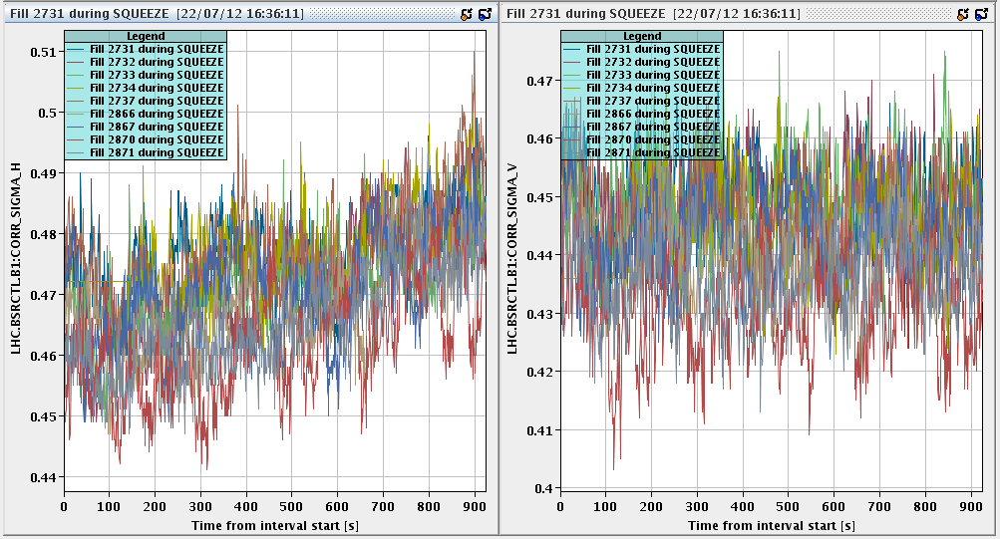 Fill 2731 during SQUEEZE [22/07/12 16:36:11]
Legend
Fill 2731 during SQUEEZE
Fill 2732 during SQUEEZE
Fill 2733 during SQUEEZE
Fill 2734 during SQUEEZE
Fill 2737 during SQUEEZE
Fill 2866 during SQUEEZE
Fill 2867 during SQUEEZE
Fill 2870 during SQUEEZE
Fill 2871 during SQUEEZE
LHC.BSRCTL.B1:CORR_SIGMA_H
0.51
0.5
0.49
0.48
0.47
0.46
0.45
0.44
0 100 200 300 400 500 600 700 800 900
Time from interval start [s]
Fill 2731 during SQUEEZE [22/07/12 16:36:11]
Legend
Fill 2731 during SQUEEZE
Fill 2732 during SQUEEZE
Fill 2733 during SQUEEZE
Fill 2734 during SQUEEZE
Fill 2737 during SQUEEZE
Fill 2866 during SQUEEZE
Fill 2867 during SQUEEZE
Fill 2870 during SQUEEZE
Fill 2871 during SQUEEZE
LHC.BSRCTL.B1:CORR_SIGMA_V
0.47
0.46
0.45
0.44
0.43
0.42
0.41
0.4
0 100 200 300 400 500 600 700 800 900
Time from interval start [s]